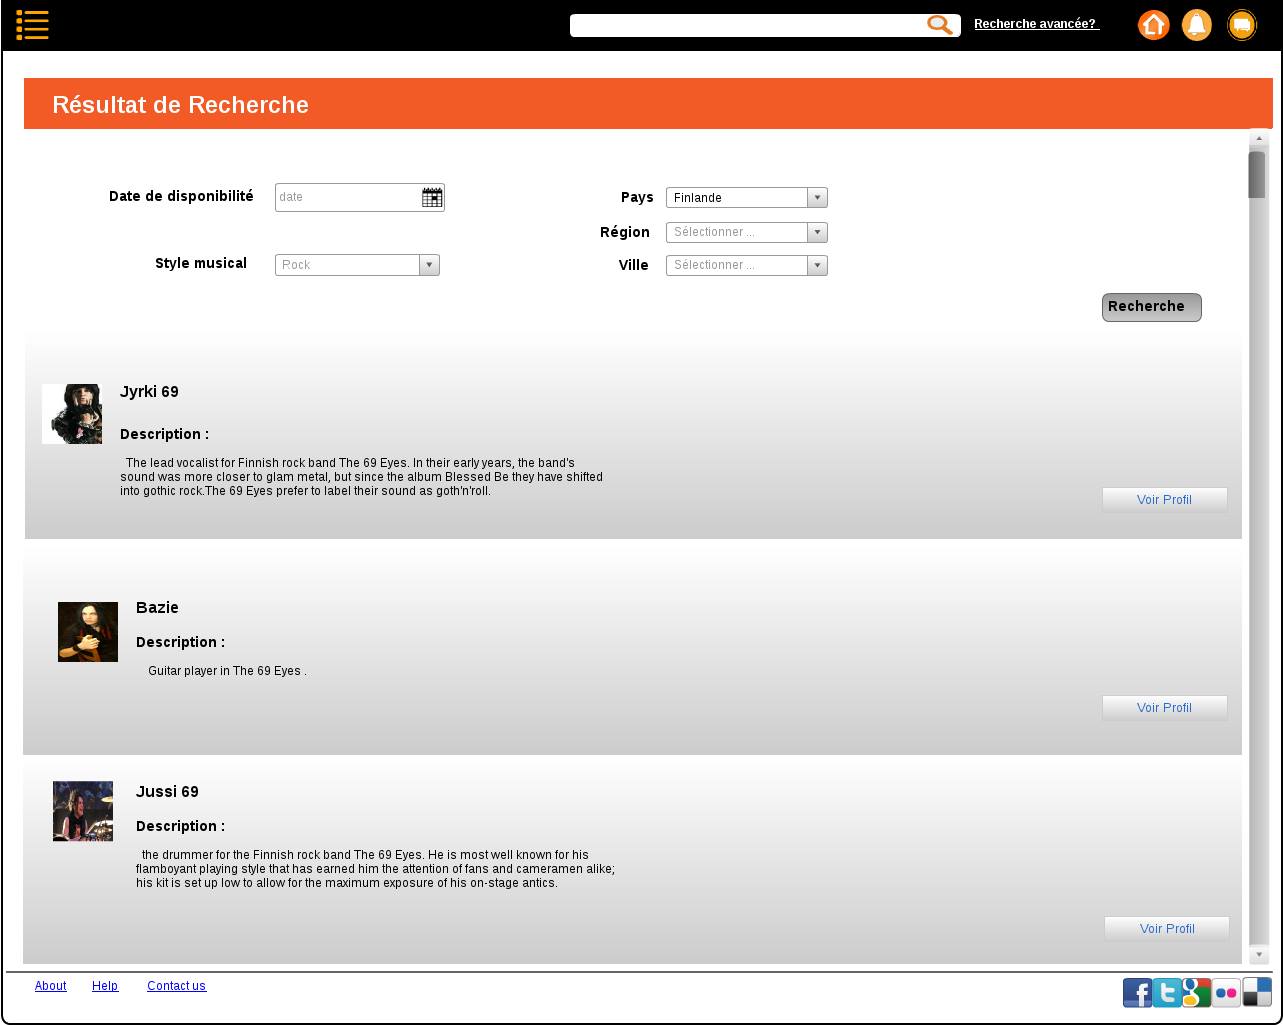 Recherche avancée?
Résultat de Recherche
Date de disponibilité
date
Pays
Finlande
Région
Sélectionner ...
Style musical
Rock
Ville
Sélectionner ...
Recherche
Jyrki 69
Description :
The lead vocalist for Finnish rock band The 69 Eyes. In their early years, the band's
sound was more closer to glam metal, but since the album Blessed Be they have shifted
into gothic rock.The 69 Eyes prefer to label their sound as goth'n'roll.
Voir Profil
Bazie
Description :
Guitar player in The 69 Eyes .
Voir Profil
Jussi 69
Description :
the drummer for the Finnish rock band The 69 Eyes. He is most well known for his
flamboyant playing style that has earned him the attention of fans and cameramen alike;
his kit is set up low to allow for the maximum exposure of his on-stage antics.
Voir Profil
About
Help
Contact us